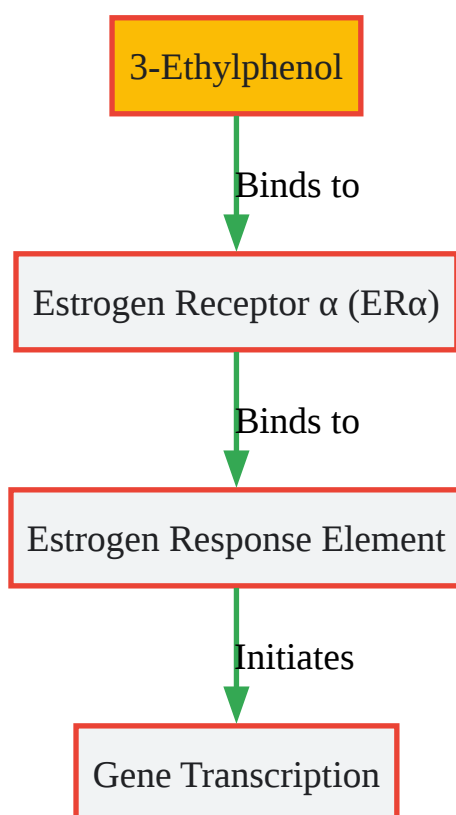 3-Ethylphenol
Binds to
Estrogen Receptor α (ERα)
Binds to
Estrogen Response Element
Initiates
Gene Transcription